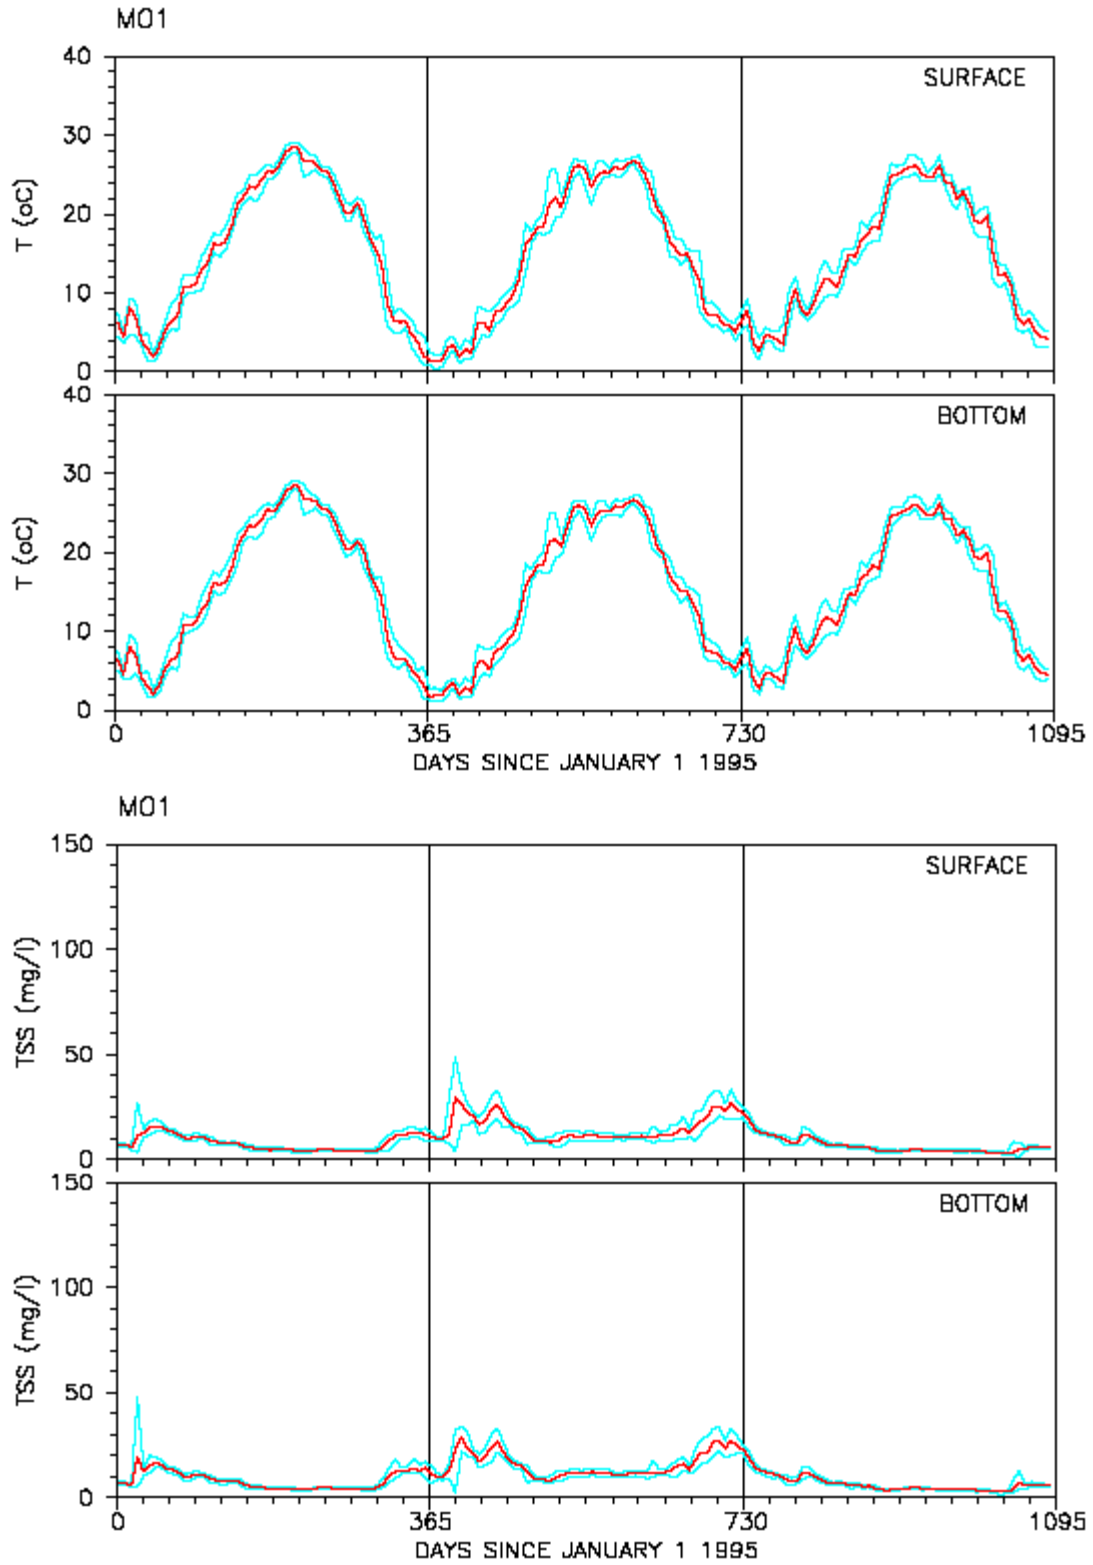 MO1
40
SURFACE
30
T (oC)
20
10
0
40
BOTTOM
30
T (oC)
20
10
0
0 365 730 1095
DAYS SINCE JANUARY 1 1995
MO1
150
SURFACE
100
TSS (mg/l)
50
0
150
BOTTOM
100
TSS (mg/l)
50
0
0 365 730 1095
DAYS SINCE JANUARY 1 1995